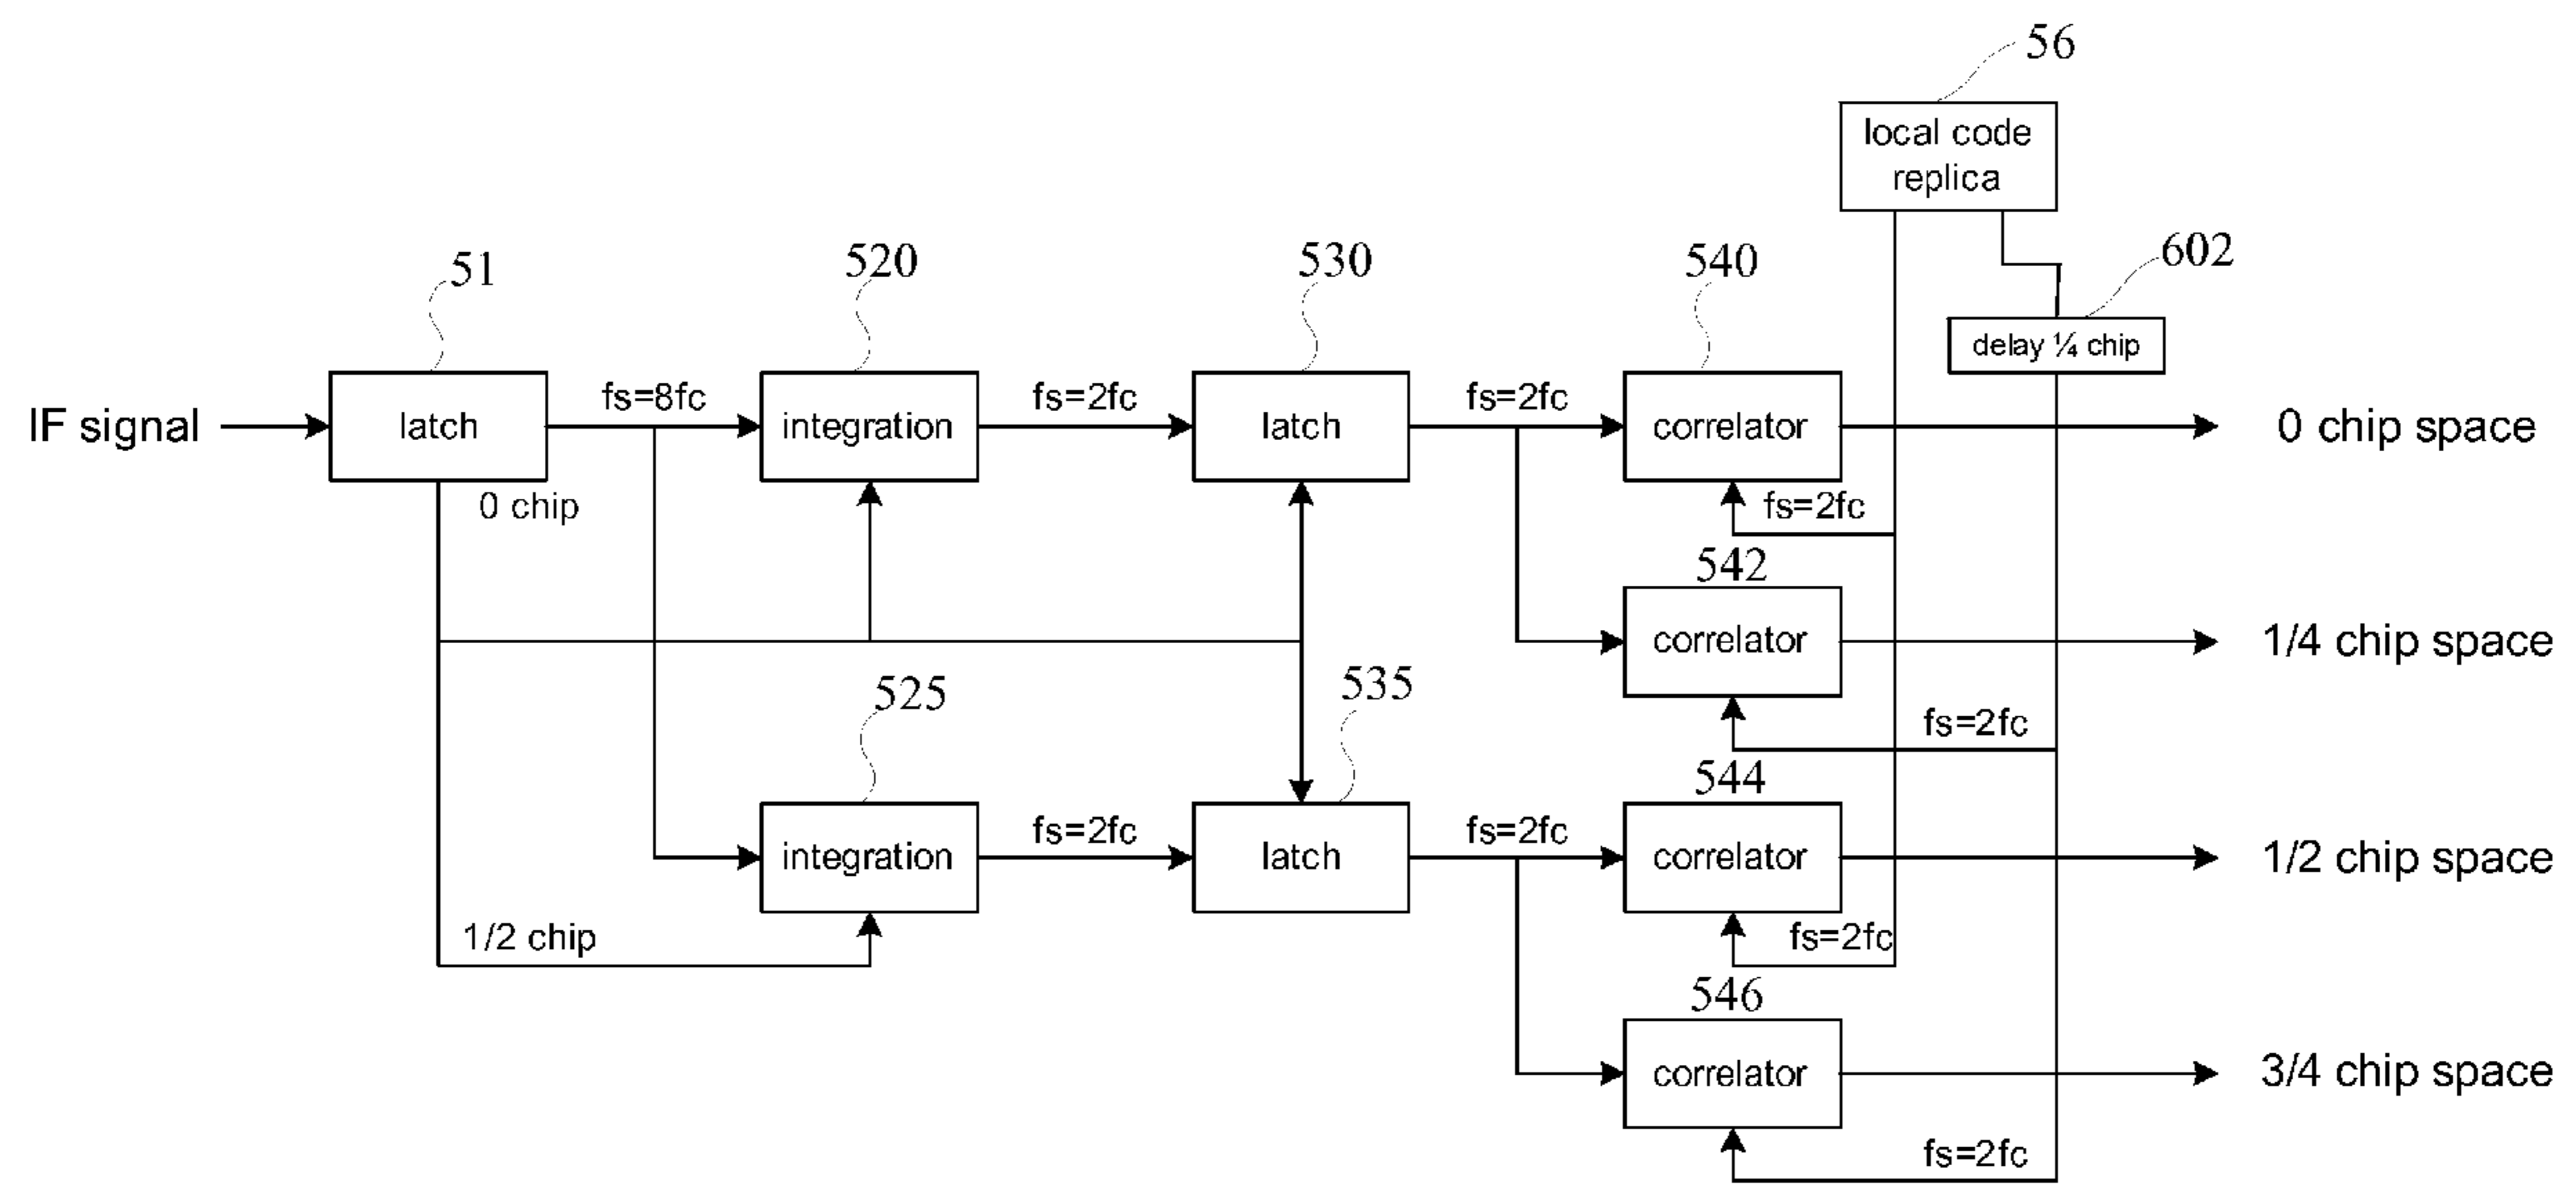 56
local code
replica
51
520
530
540
602
delay ¼ chip
IF signal
latch
fs=8fc
integration
fs=2fc
latch
fs=2fc
correlator
0 chip space
0 chip
fs=2fc
542
correlator
1/4 chip space
525
535
fs=2fc
544
integration
fs=2fc
latch
fs=2fc
correlator
1/2 chip space
1/2 chip
fs=2fc
546
correlator
3/4 chip space
fs=2fc